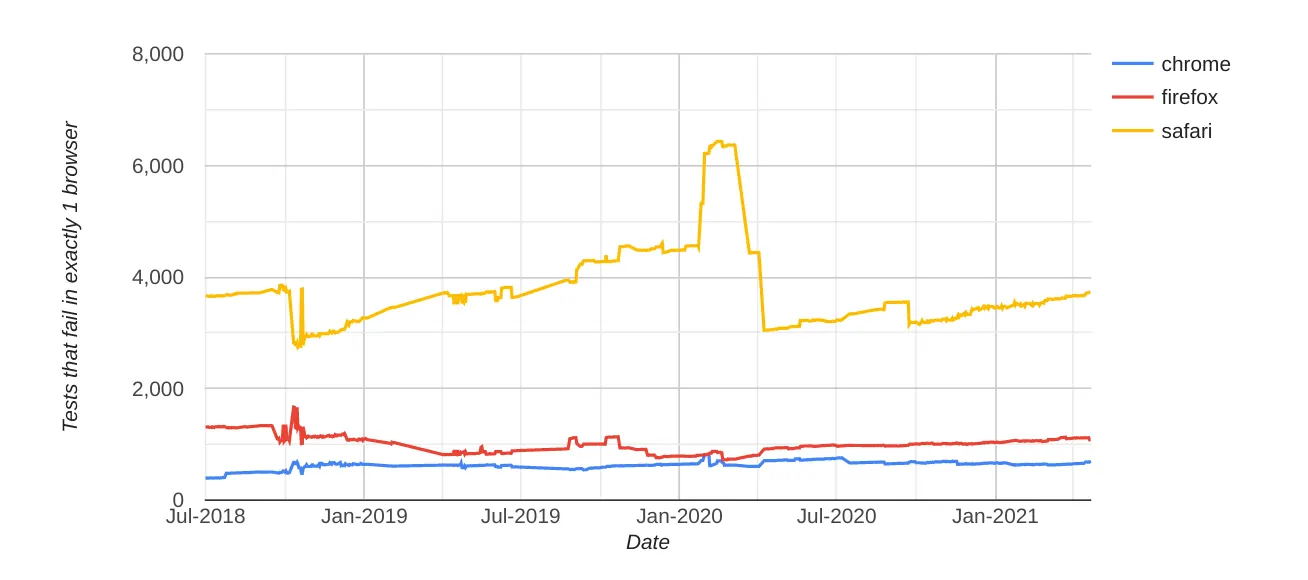 8,000
6,000
4,000
2,000
0
Tests that fail in exactly 1 browser
Jul-2018 Jan-2019 Jul-2019 Jan-2020 Jul-2020 Jan-2021
Date
chrome
firefox
safari